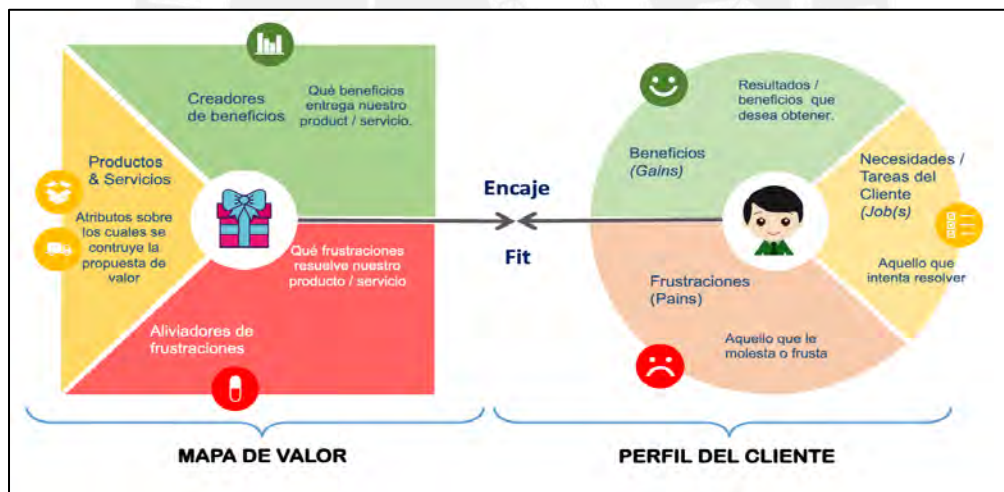 Creadores
de beneficios
Qué beneficios
entrega nuestro
product / servicio.
Productos
& Servicios
Atributos sobre
los cuales se
contruye la
propuesta de
valor
Qué frustraciones
resuelve nuestro
producto / servicio
Aliviadores de
frustraciones
Encaje
Fit
Resultados /
beneficios que
desea obtener.
Beneficios
(Gains)
Necesidades /
Tareas del
Cliente
(Job(s)
Aquello que
intenta resolver
Frustraciones
(Pains)
Aquello que le
molesta o frusta
MAPA DE VALOR
PERFIL DEL CLIENTE